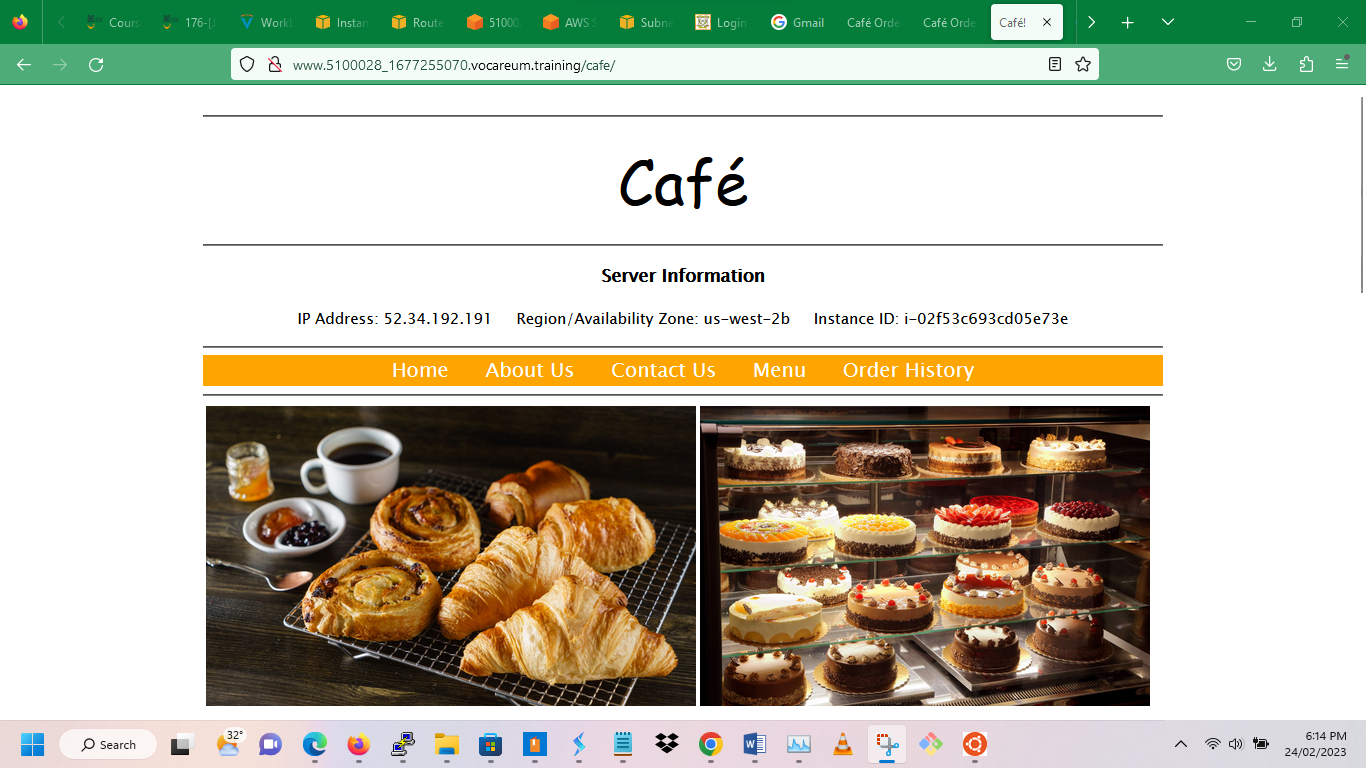 Cours
176-[
Work
Instan
Route
51000
AWS S
Subne
Login
Gmail
Café Orde
Café Orde
Café!
www.5100028_1677255070.vocareum.training/cafe/
Café
Server Information
IP Address: 52.34.192.191 Region/Availability Zone: us-west-2b Instance ID: i-02f53c693cd05e73e
Home About Us Contact Us Menu Order History
Search
32°
6:14 PM
24/02/2023